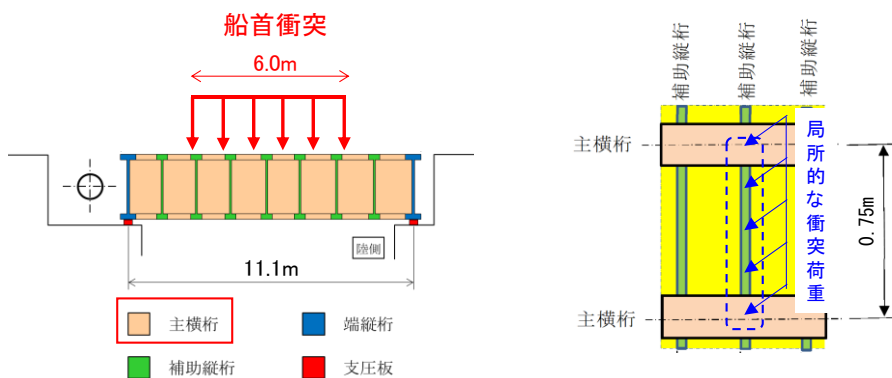 船首衝突
6.0m
陸側
11.1m
主横桁
端縦桁
補助縦桁
支圧板
補助縦桁
補助縦桁
補助縦桁
主横桁
主横桁
局所的な衝突荷重
0.75m